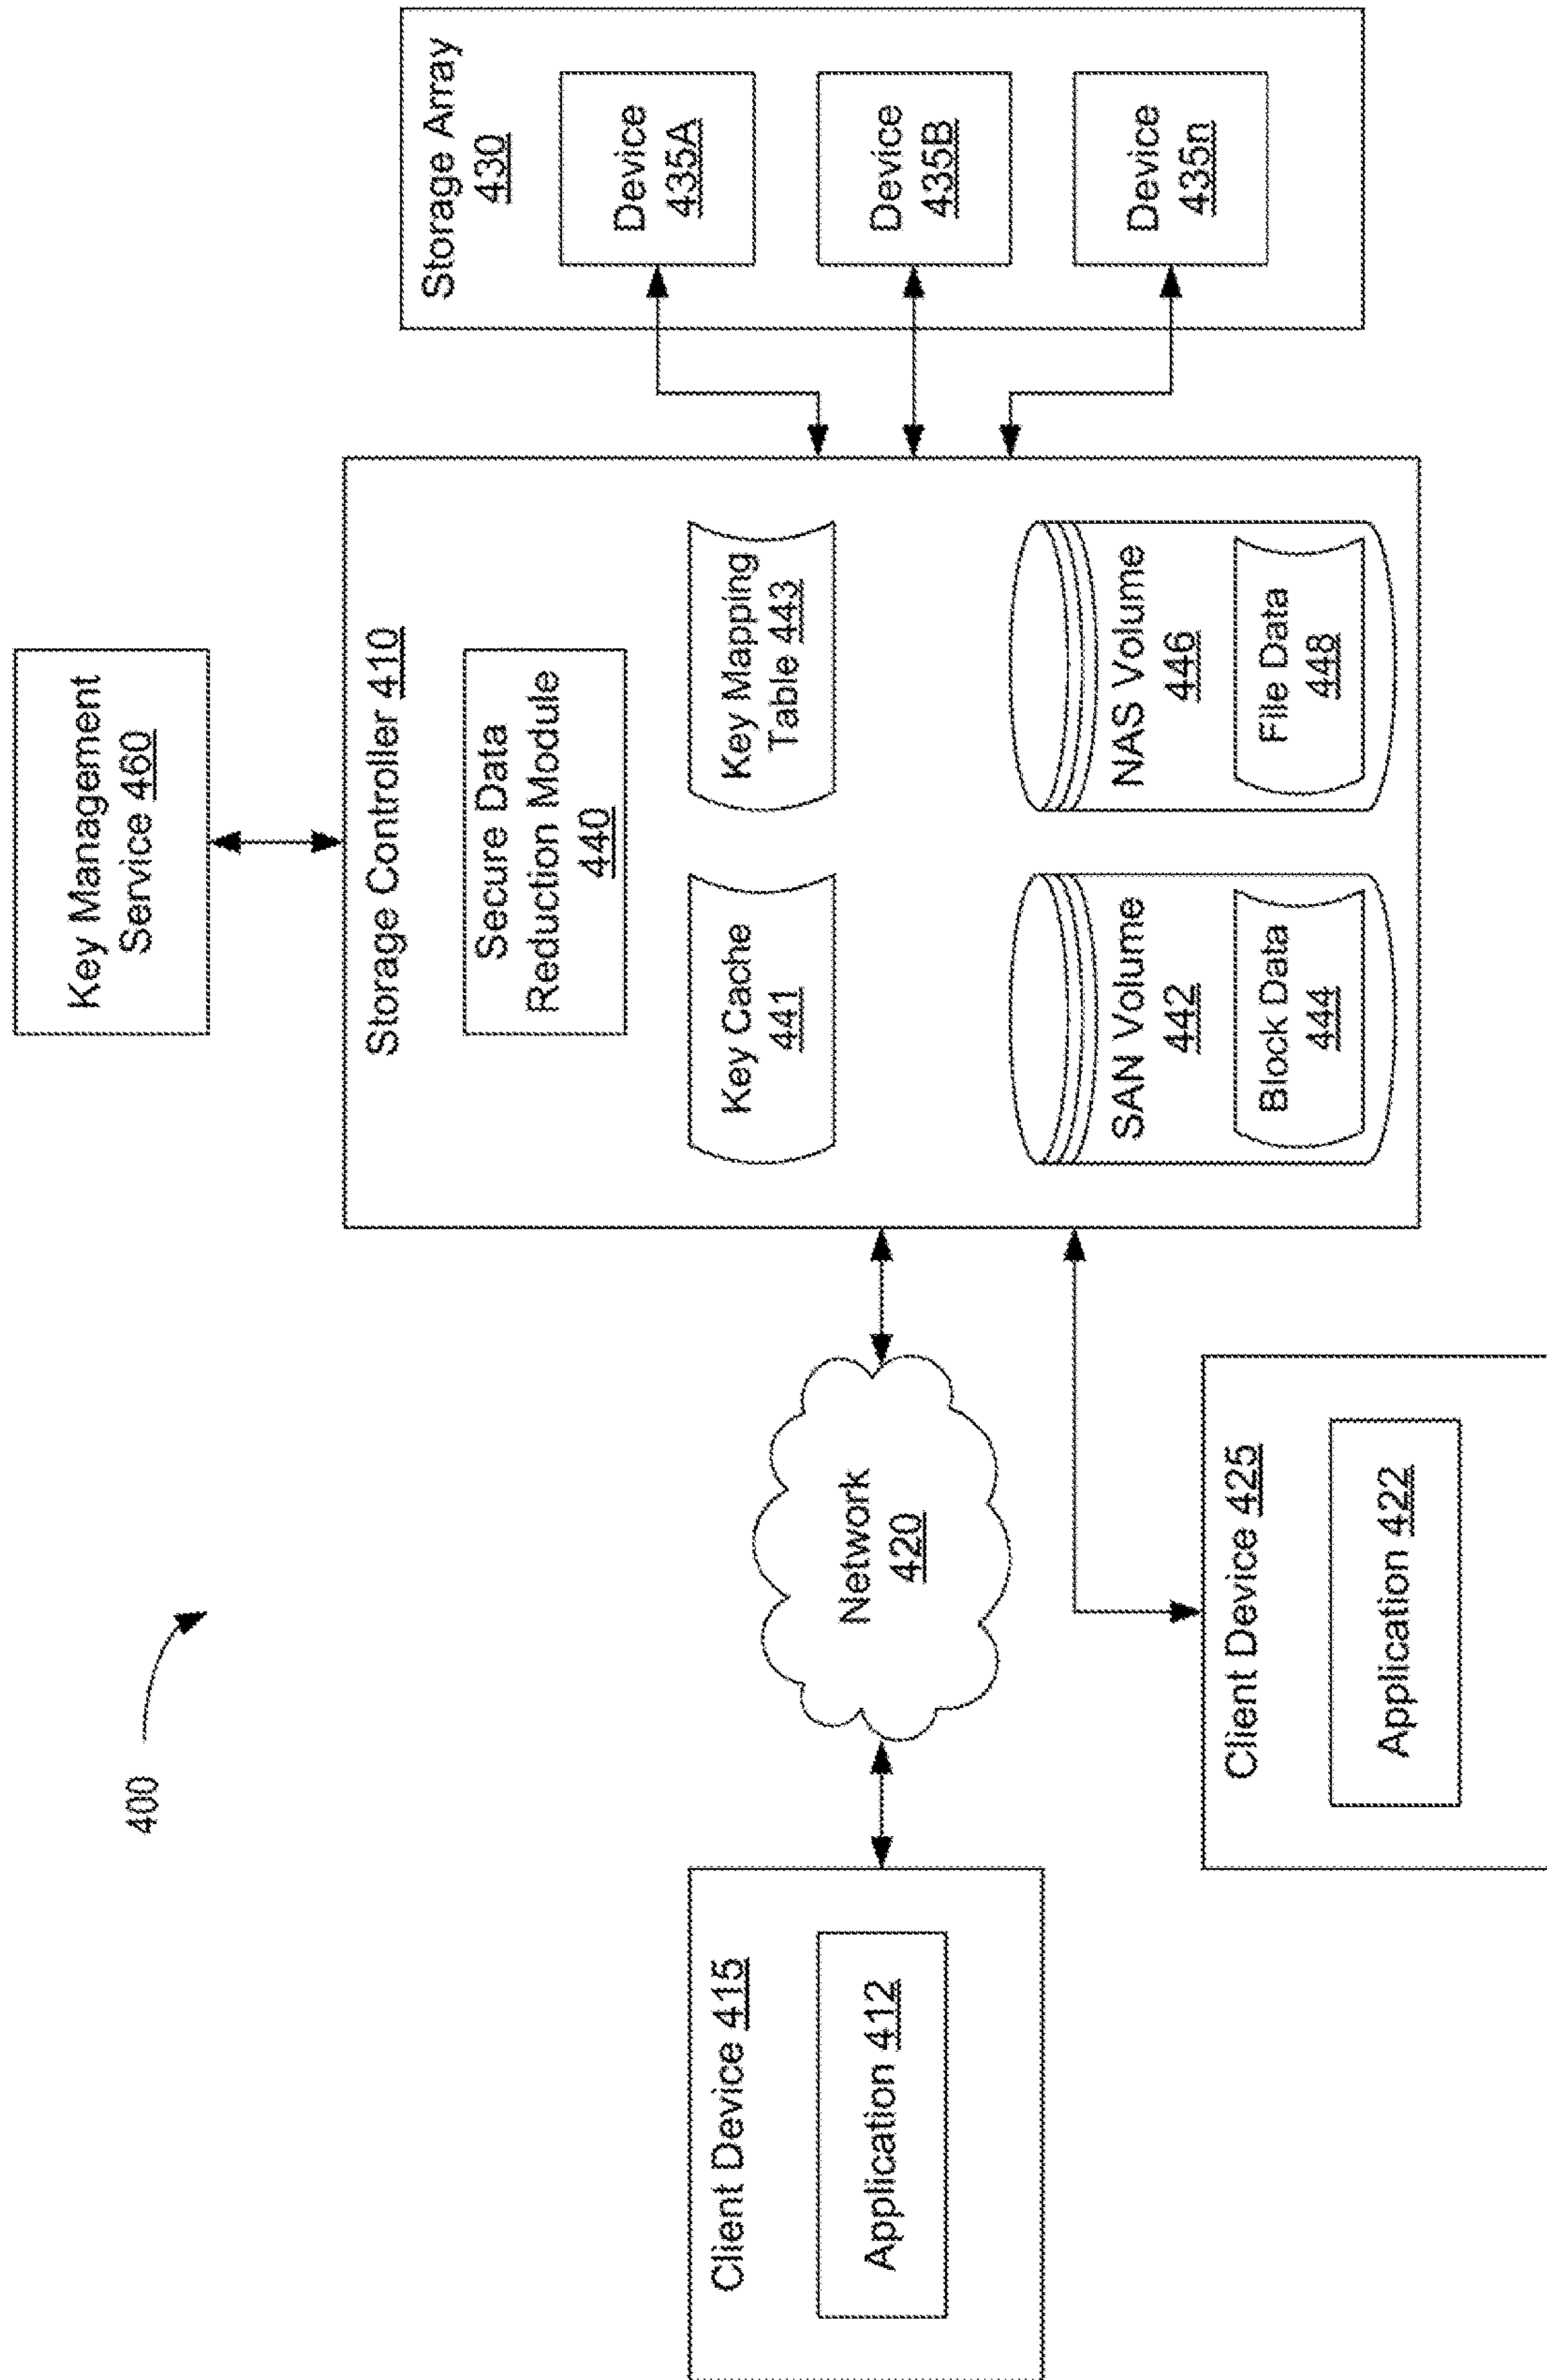 400
Key Management
Service 460
Client Device 415
Application 412
Network
420
Client Device 425
Application 422
Storage Controller 410
Secure Data
Reduction Module
440
Key Cache
441
Key Mapping
Table 443
SAN Volume
442
Block Data
444
NAS Volume
446
File Data
448
Storage Array
430
Device
435A
Device
435B
Device
435n